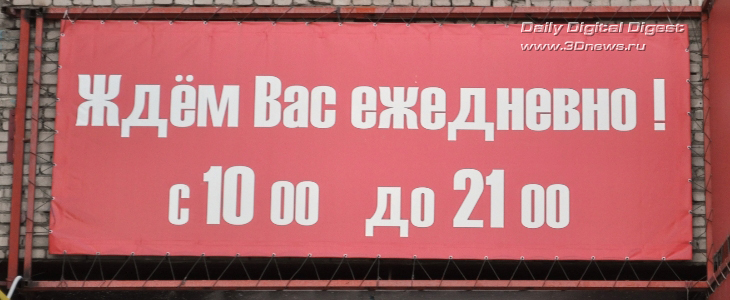 Daily Digital Digest
www.3Dnews.ru
Ждём Вас ежедневно !
с 10 00 до 21 00